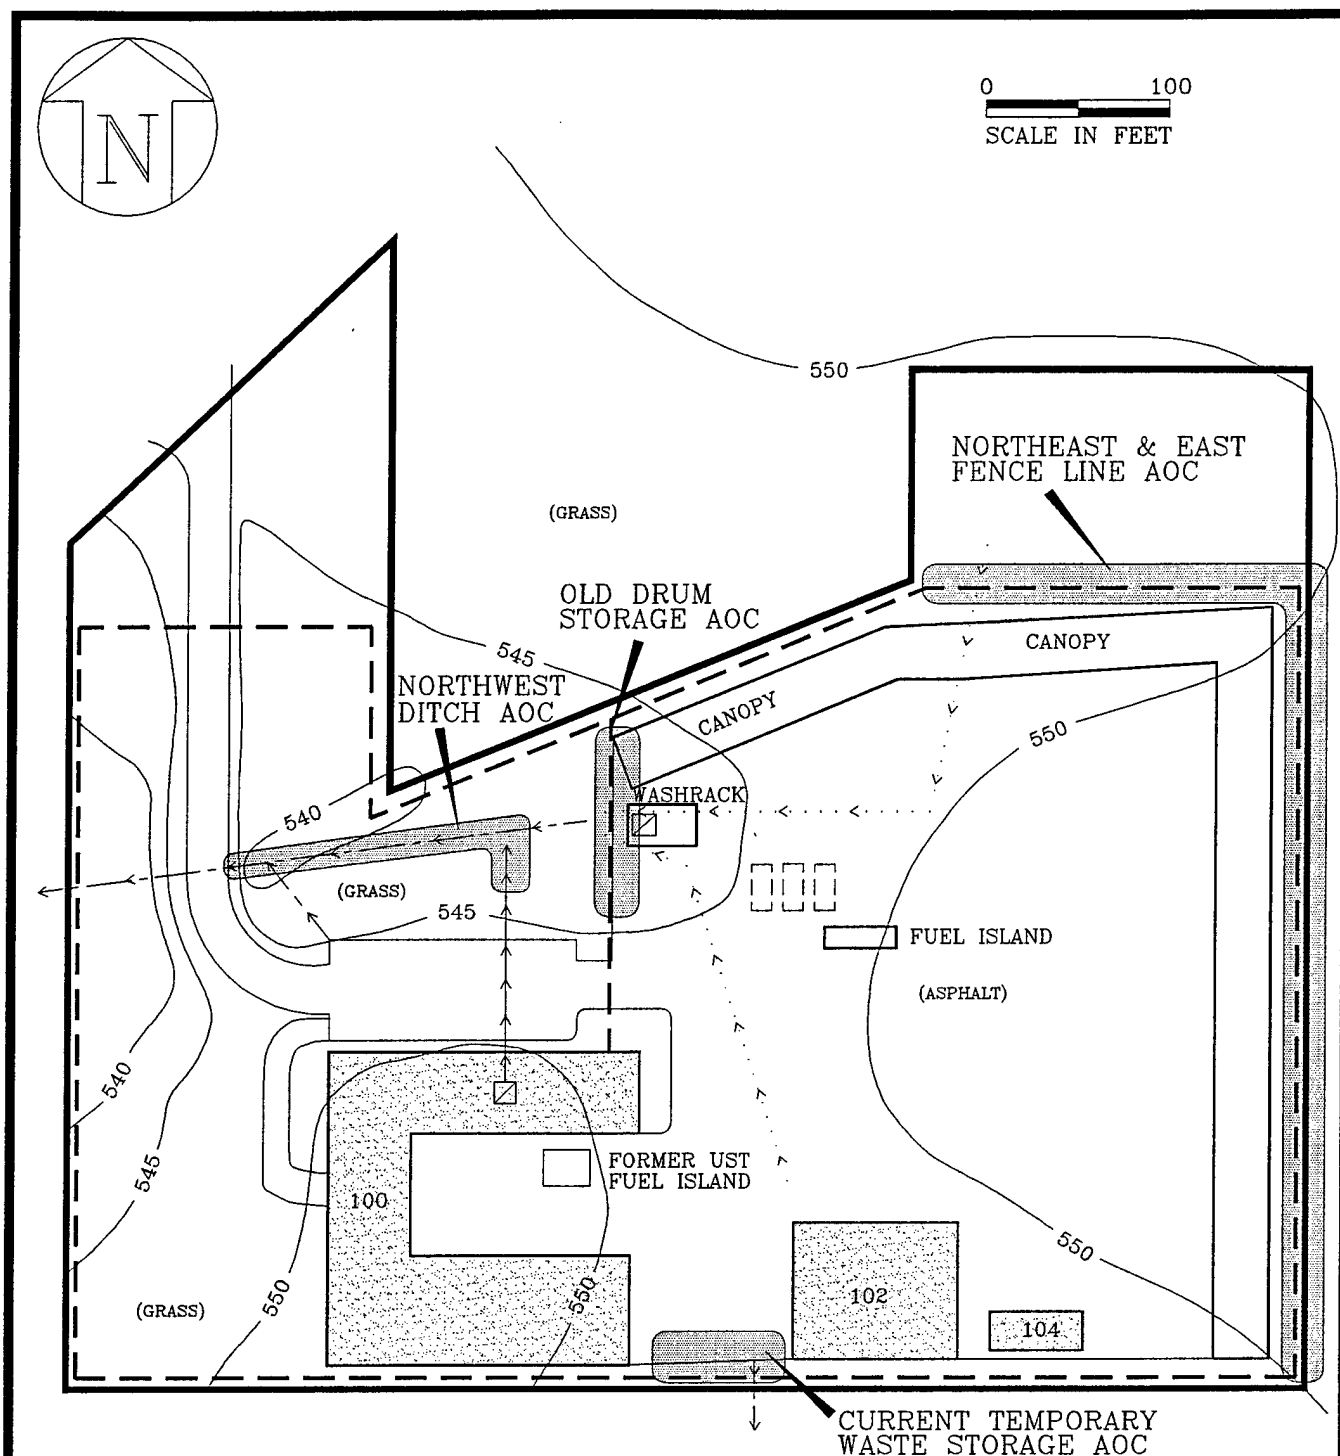 N
0 100
SCALE IN FEET
550
NORTHEAST & EAST
FENCE LINE AOC
(GRASS)
OLD DRUM
STORAGE AOC
545
CANOPY
NORTHWEST
DITCH AOC
CANOPY
550
WASHRACK
540
(GRASS)
545
FUEL ISLAND
(ASPHALT)
540
545
FORMER UST
FUEL ISLAND
100
550
550
550
(GRASS)
102
104
CURRENT TEMPORARY
WASTE STORAGE AOC